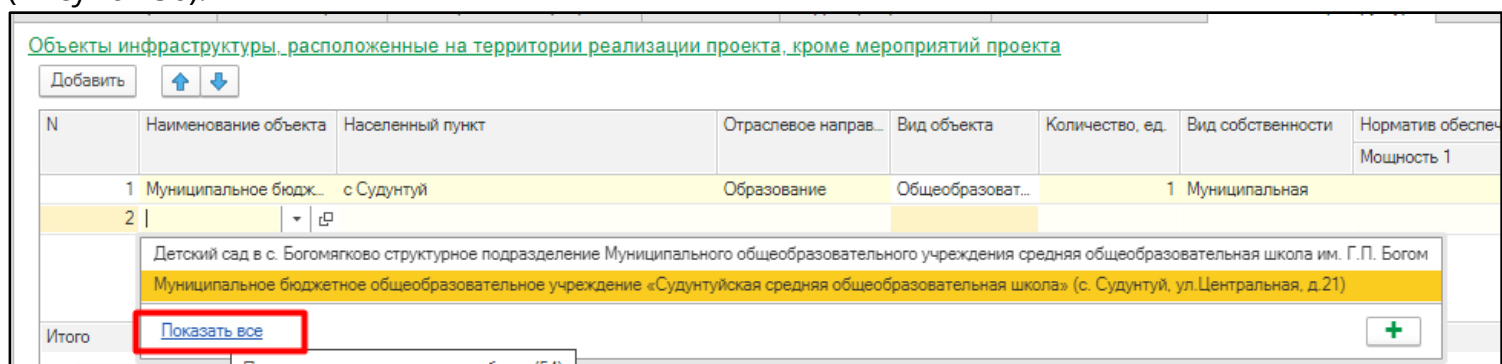 Объекты инфраструктуры, расположенные на территории реализации проекта, кроме мероприятий проекта
Добавить
N Наименование объекта Населенный пункт Отраслевое направ... Вид объекта Количество, ед. Вид собственности Норматив обеспеч
Мощность 1
1 Муниципальное бюдж... с Судунтуй Образование Общеобразоват... 1 Муниципальная
2
Детский сад в с. Богомягково структурное подразделение Муниципального общеобразовательного учреждения средняя общеобразовательная школа им. Г.П. Богом
Муниципальное бюджетное общеобразовательное учреждение «Судунтуйская средняя общеобразовательная школа» (с. Судунтуй, ул.Центральная, д.21)
Итого Показать все